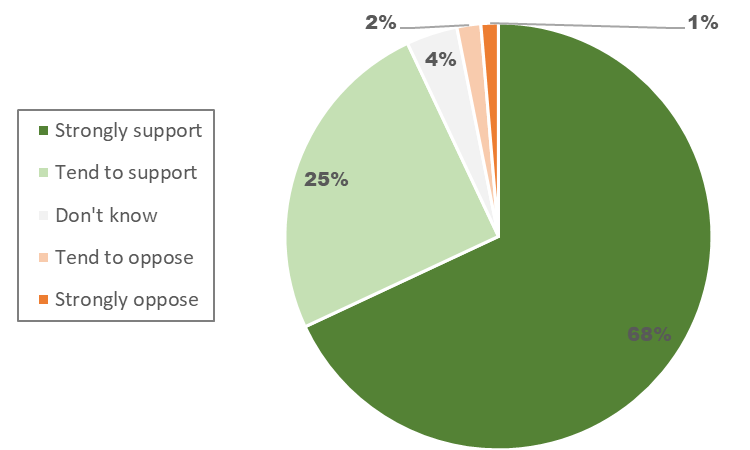 2%
1%
4%
Strongly support
Tend to support
25%
Don't know
Tend to oppose
Strongly oppose
68%